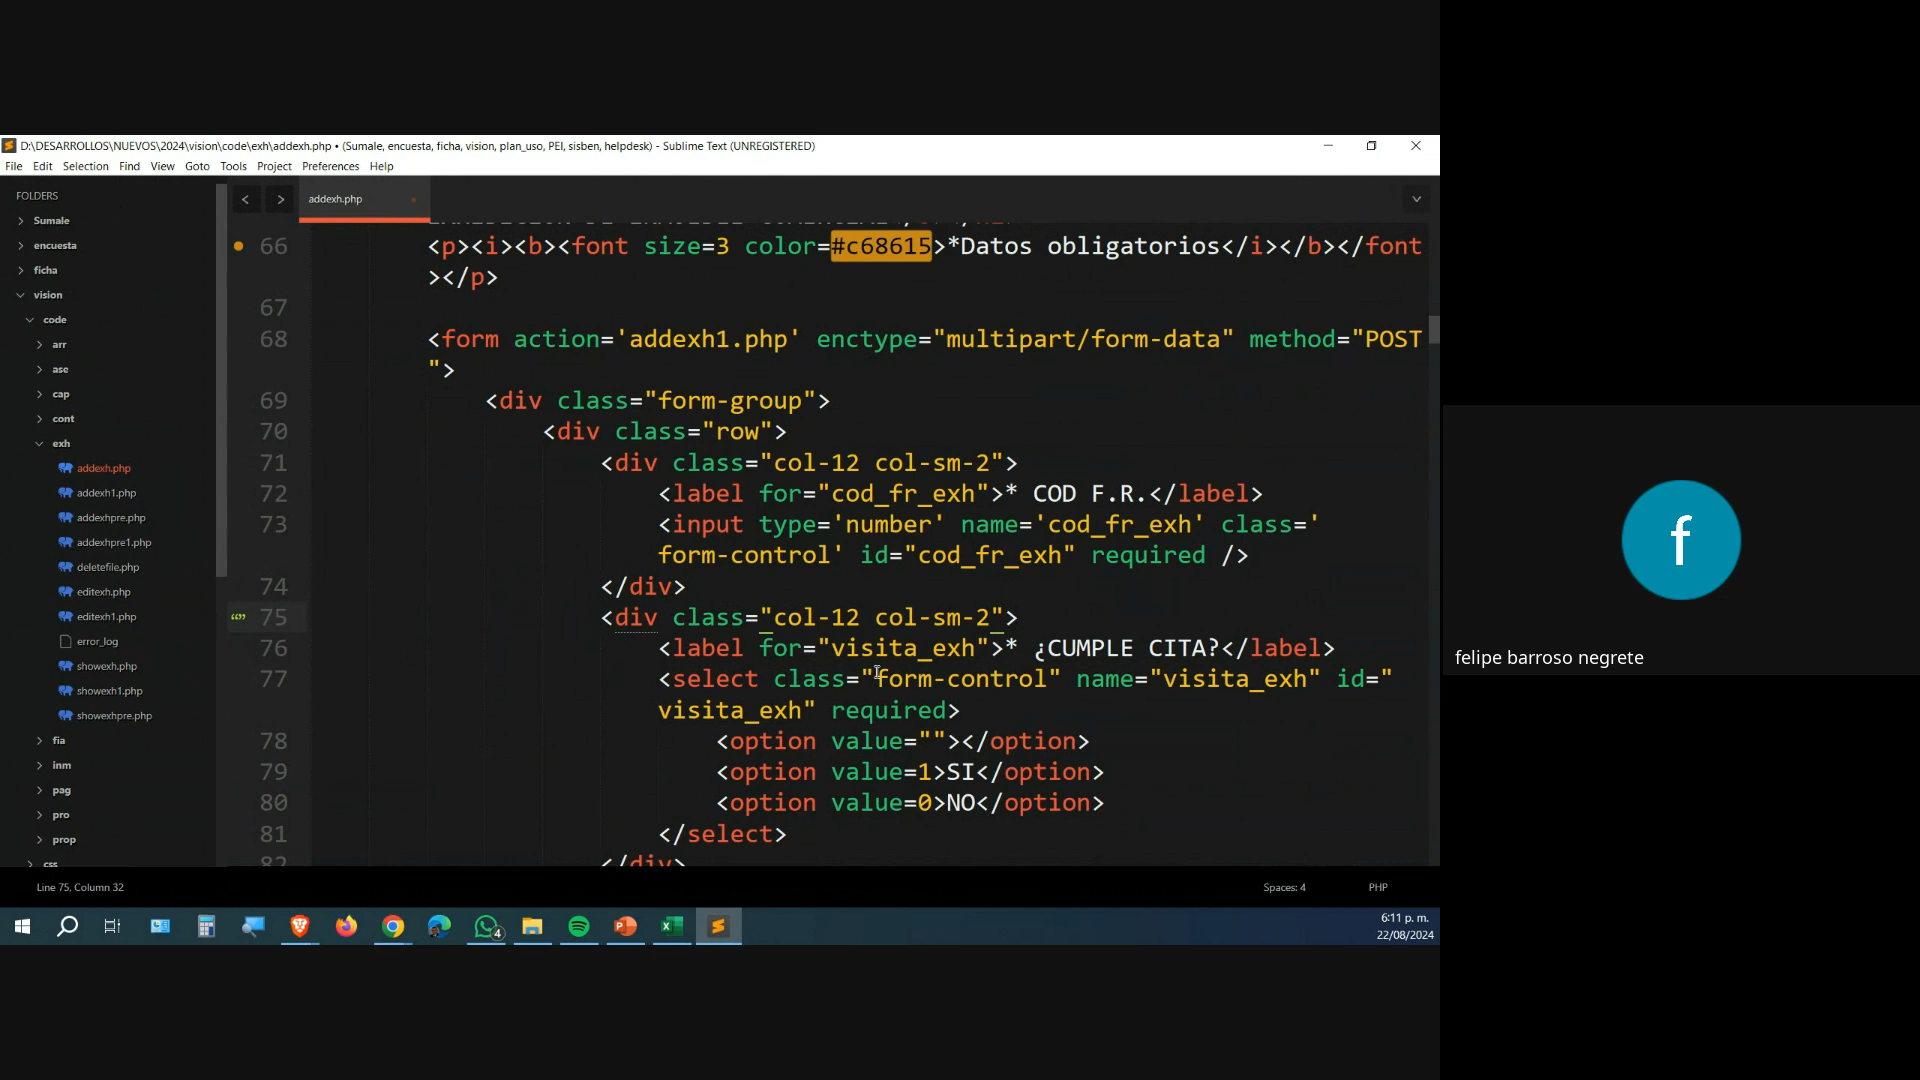 D:\DESARROLLOS\NUEVOS\2024\vision\code\exh\addexh.php • (Sumale, encuesta, ficha, vision, plan_uso, PEI, sisben, helpdesk) - Sublime Text (UNREGISTERED)
File Edit Selection Find View Goto Tools Project Preferences Help
FOLDERS
Sumale
encuesta
ficha
vision
code
arr
ase
cap
cont
exh
addexh.php
addexh1.php
addexhpre.php
addexhpre1.php
deletefile.php
editexh.php
editexh1.php
error_log
showexh.php
showexh1.php
showexhpre.php
fia
inm
pag
pro
prop
css
addexh.php
66 <p><i><b><font size=3 color=#c68615>*Datos obligatorios</i></b></font
></p>
67
68 <form action='addexh1.php' enctype="multipart/form-data" method="POST
">
69 <div class="form-group">
70 <div class="row">
71 <div class="col-12 col-sm-2">
72 <label for="cod_fr_exh">* COD F.R.</label>
73 <input type='number' name='cod_fr_exh' class='
form-control' id="cod_fr_exh" required />
74 </div>
75 <div class="col-12 col-sm-2">
76 <label for="visita_exh">* ¿CUMPLE CITA?</label>
77 <select class="form-control" name="visita_exh" id="
visita_exh" required>
78 <option value=""></option>
79 <option value=1>SI</option>
80 <option value=0>NO</option>
81 </select>
82 </div>
Line 75, Column 32
Spaces: 4
PHP
4
6:11 p. m.
22/08/2024
f
felipe barroso negrete